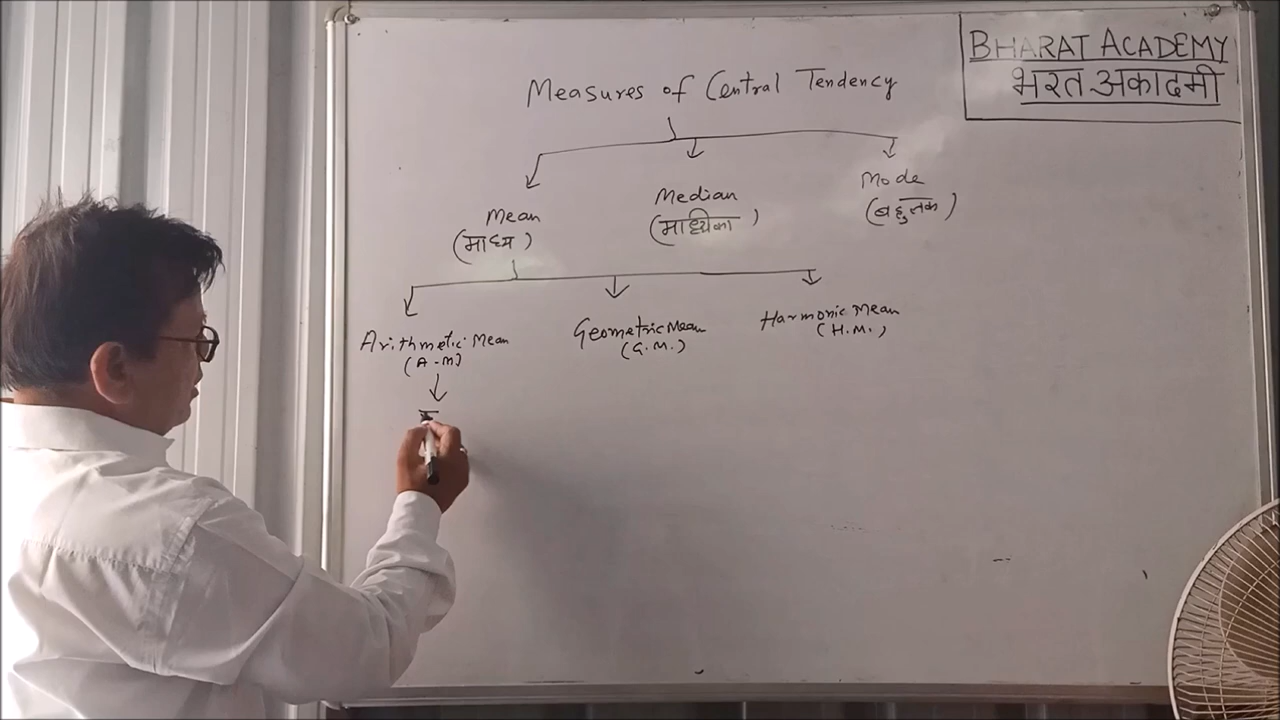 BHARAT ACADEMY
भरत अकादमी
Measures of Central Tendency
Mean
(माध्य)
Median
(माध्यिका)
Mode
(बहुलक)
Arithmetic Mean
(A-M)
Geometric Mean
(G.M.)
Harmonic Mean
(H.M.)